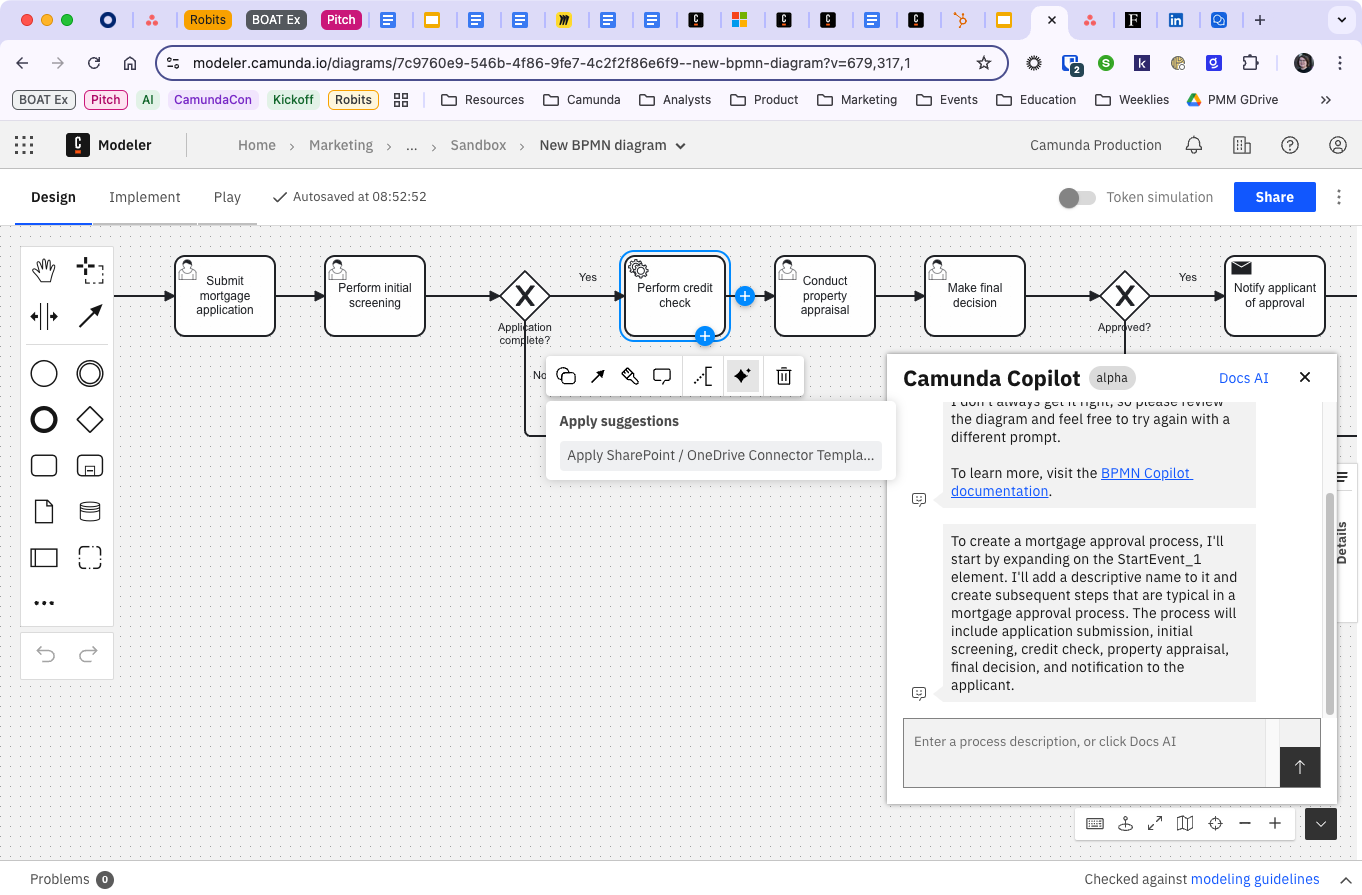 Robits
BOAT Ex
Pitch
modeler.camunda.io/diagrams/7c9760e9-546b-4f86-9fe7-4c2f2f86e6f9--new-bpmn-diagram?v=679,317,1
2
BOAT Ex
Pitch
AI
CamundaCon
Kickoff
Robits
Resources
Camunda
Analysts
Product
Marketing
Events
Education
Weeklies
PMM GDrive
Modeler
Home
Marketing
...
Sandbox
New BPMN diagram
Camunda Production
Design
Implement
Play
Autosaved at 08:52:52
Token simulation
Share
Submit
mortgage
application
Perform initial
screening
Application
complete?
Yes
No
Perform credit
check
Conduct
property
appraisal
Make final
decision
Approved?
Yes
Notify applicant
of approval
Apply suggestions
Apply SharePoint / OneDrive Connector Templa...
Camunda Copilot
alpha
Docs AI
I don't always get it right, so please review
the diagram and feel free to try again with a
different prompt.
To learn more, visit the BPMN Copilot
documentation.
To create a mortgage approval process, I'll
start by expanding on the StartEvent_1
element. I'll add a descriptive name to it and
create subsequent steps that are typical in a
mortgage approval process. The process will
include application submission, initial
screening, credit check, property appraisal,
final decision, and notification to the
applicant.
Enter a process description, or click Docs AI
Details
Problems 0
Checked against modeling guidelines